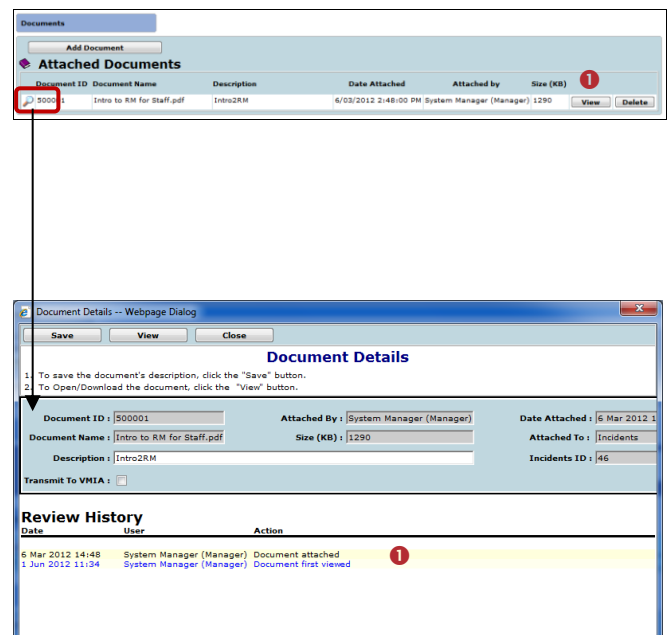 Documents
Add Document
Attached Documents
Document ID Document Name Description Date Attached Attached by Size (KB) 1
500001 Intro to RM for Staff.pdf Intro2RM 6/03/2012 2:48:00 PM System Manager (Manager) 1290 View Delete
Document Details -- Webpage Dialog x
Save View Close
Document Details
1. To save the document's description, click the "Save" button.
2. To Open/Download the document, click the "View" button.
Document ID : 500001 Attached By : System Manager (Manager) Date Attached : 6 Mar 2012 1
Document Name : Intro to RM for Staff.pdf Size (KB) : 1290 Attached To : Incidents
Description : Intro2RM Incidents ID : 46
Transmit To VMIA :
Review History
Date User Action
6 Mar 2012 14:48 System Manager (Manager) Document attached 1
1 Jun 2012 11:34 System Manager (Manager) Document first viewed